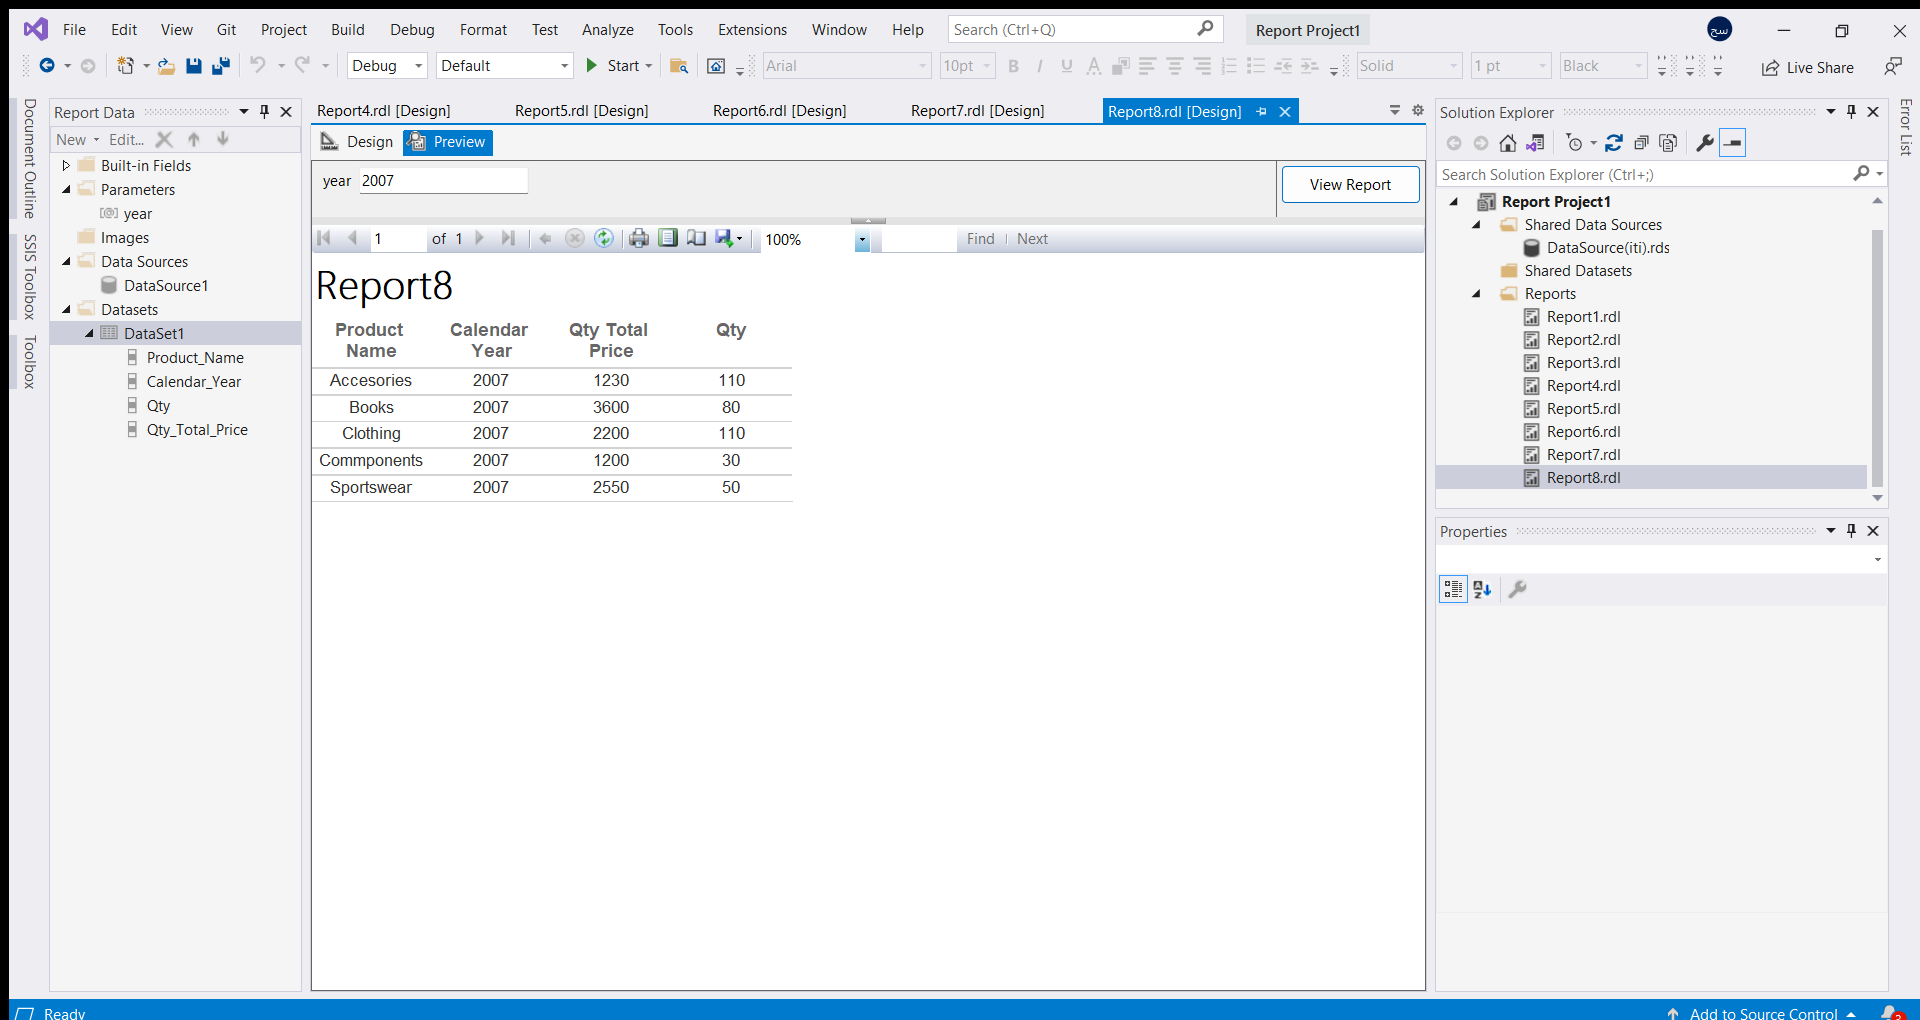 File Edit View Git Project Build Debug Format Test Analyze Tools Extensions Window Help Search (Ctrl+Q) Report Project1 سح
Debug Default Start Arial 10pt B I U A Solid 1 pt Black Live Share
Document Outline
SSIS Toolbox
Toolbox
Report Data
New Edit...
Built-in Fields
Parameters
[@] year
Images
Data Sources
DataSource1
Datasets
DataSet1
Product_Name
Calendar_Year
Qty
Qty_Total_Price
Report4.rdl [Design] Report5.rdl [Design] Report6.rdl [Design] Report7.rdl [Design] Report8.rdl [Design]
Design Preview
year 2007 View Report
1 of 1 100% Find Next
Report8
Product Name Calendar Year Qty Total Price Qty
Accesories 2007 1230 110
Books 2007 3600 80
Clothing 2007 2200 110
Commponents 2007 1200 30
Sportswear 2007 2550 50
Solution Explorer
Search Solution Explorer (Ctrl+;)
Report Project1
Shared Data Sources
DataSource(iti).rds
Shared Datasets
Reports
Report1.rdl
Report2.rdl
Report3.rdl
Report4.rdl
Report5.rdl
Report6.rdl
Report7.rdl
Report8.rdl
Properties
Error List
Ready Add to Source Control